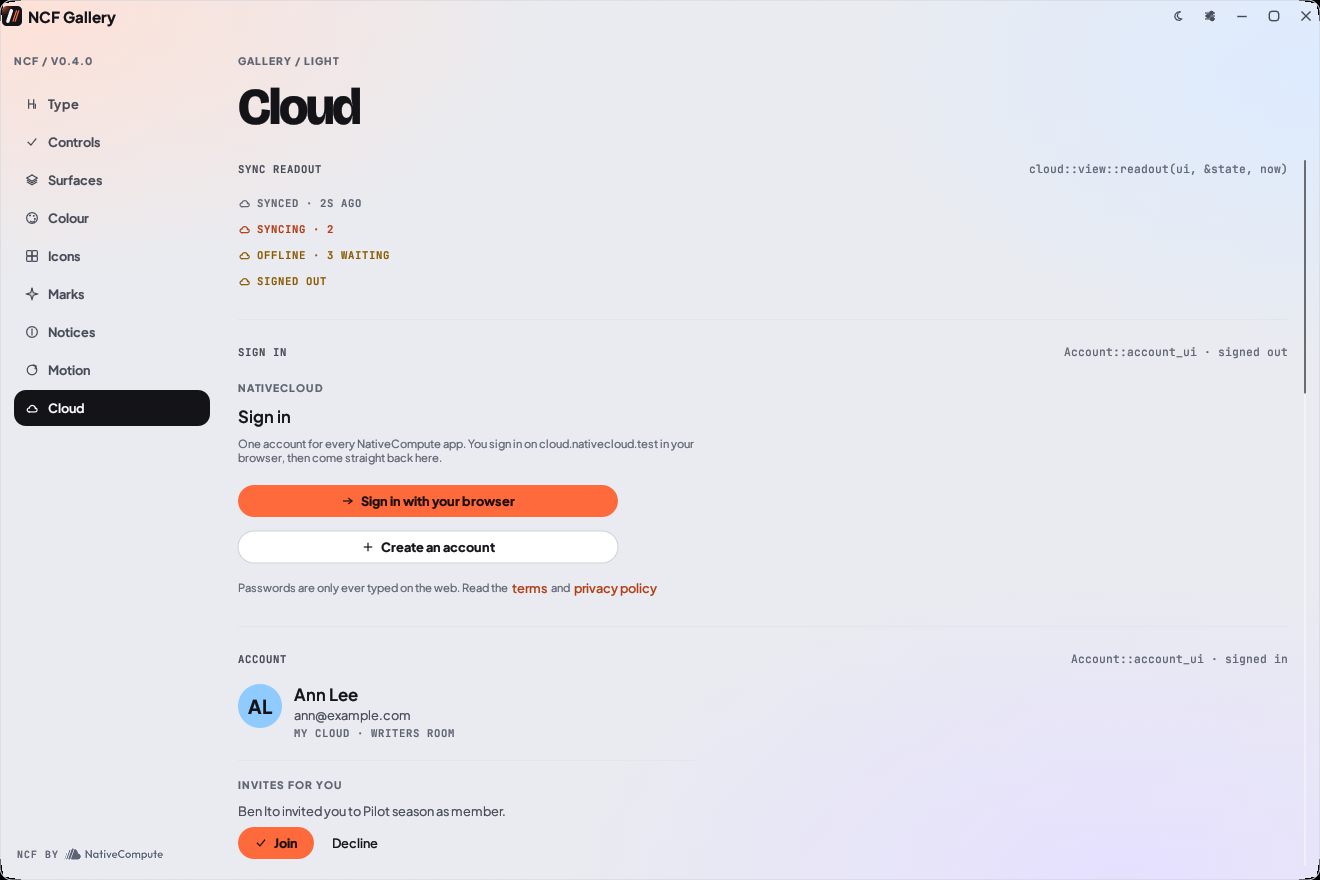 NCF Gallery
NCF / V0.4.0
Type
Controls
Surfaces
Colour
Icons
Marks
Notices
Motion
Cloud
NCF BY NativeCompute
GALLERY / LIGHT
Cloud
SYNC READOUT
cloud::view::readout(ui, &state, now)
SYNCED · 2S AGO
SYNCING · 2
OFFLINE · 3 WAITING
SIGNED OUT
SIGN IN
Account::account_ui · signed out
NATIVECLOUD
Sign in
One account for every NativeCompute app. You sign in on cloud.nativecloud.test in your
browser, then come straight back here.
Sign in with your browser
Create an account
Passwords are only ever typed on the web. Read the terms and privacy policy
ACCOUNT
Account::account_ui · signed in
AL
Ann Lee
ann@example.com
MY CLOUD · WRITERS ROOM
INVITES FOR YOU
Ben Ito invited you to Pilot season as member.
Join
Decline